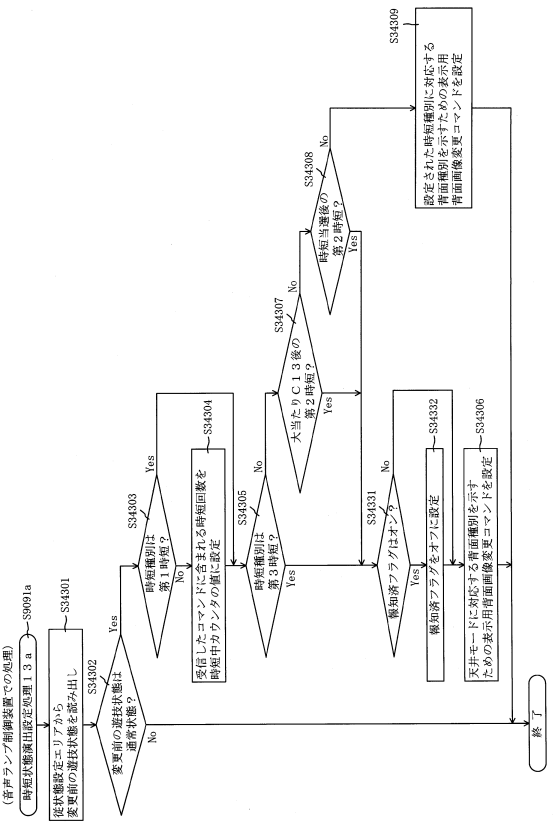 (音声ランプ制御装置での処理)
時短状態演出設定処理13a
S9091a
従状態設定エリアから
変更前の遊技状態を読み出し
S34301
変更前の遊技状態は
通常状態?
S34302
Yes
No
時短種別は
第1時短?
S34303
Yes
No
受信したコマンドに含まれる時短回数を
時短中カウンタの値に設定
S34304
時短種別は
第3時短?
S34305
No
Yes
大当たりC13後の
第2時短?
S34307
No
Yes
時短当選後の
第2時短?
S34308
No
Yes
設定された時短種別に対応する
背面種別を示すための表示用
背面画像変更コマンドを設定
S34309
報知済フラグはオン?
S34331
No
Yes
報知済フラグをオフに設定
S34332
天井モードに対応する背面種別を示す
ための表示用背面画像変更コマンドを設定
S34306
終了